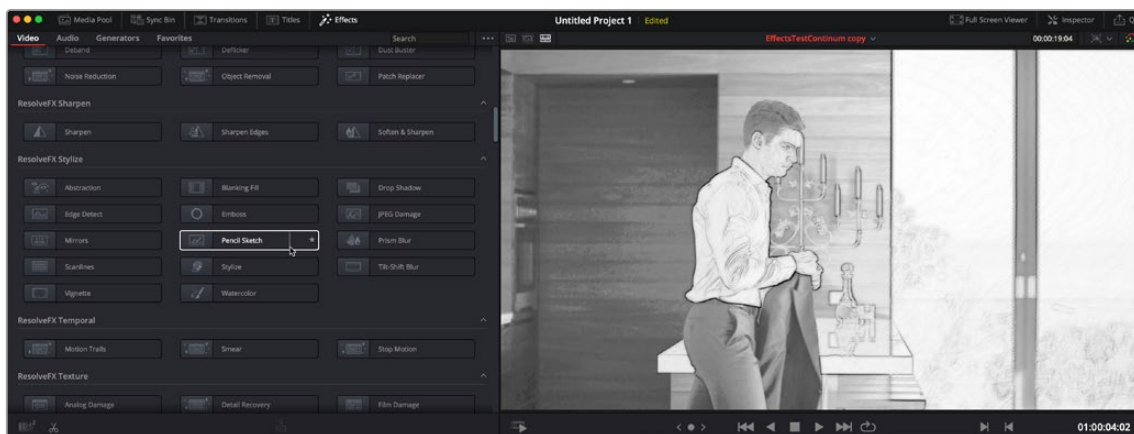 Media Pool Sync Bin Transitions Titles Effects Untitled Project 1 Edited Full Screen Viewer Inspector Q
Video Audio Generators Favorites Search ••• EffectsTestContinum copy 00:00:19:04
Deband Deflicker Dust Buster
Noise Reduction Object Removal Patch Replacer
ResolveFX Sharpen
Sharpen Sharpen Edges Soften & Sharpen
ResolveFX Stylize
Abstraction Blanking Fill Drop Shadow
Edge Detect Emboss JPEG Damage
Mirrors Pencil Sketch Prism Blur
Scanlines Stylize Tilt-Shift Blur
Vignette Watercolor
ResolveFX Temporal
Motion Trails Smear Stop Motion
ResolveFX Texture
Analog Damage Detail Recovery Film Damage
01:00:04:02